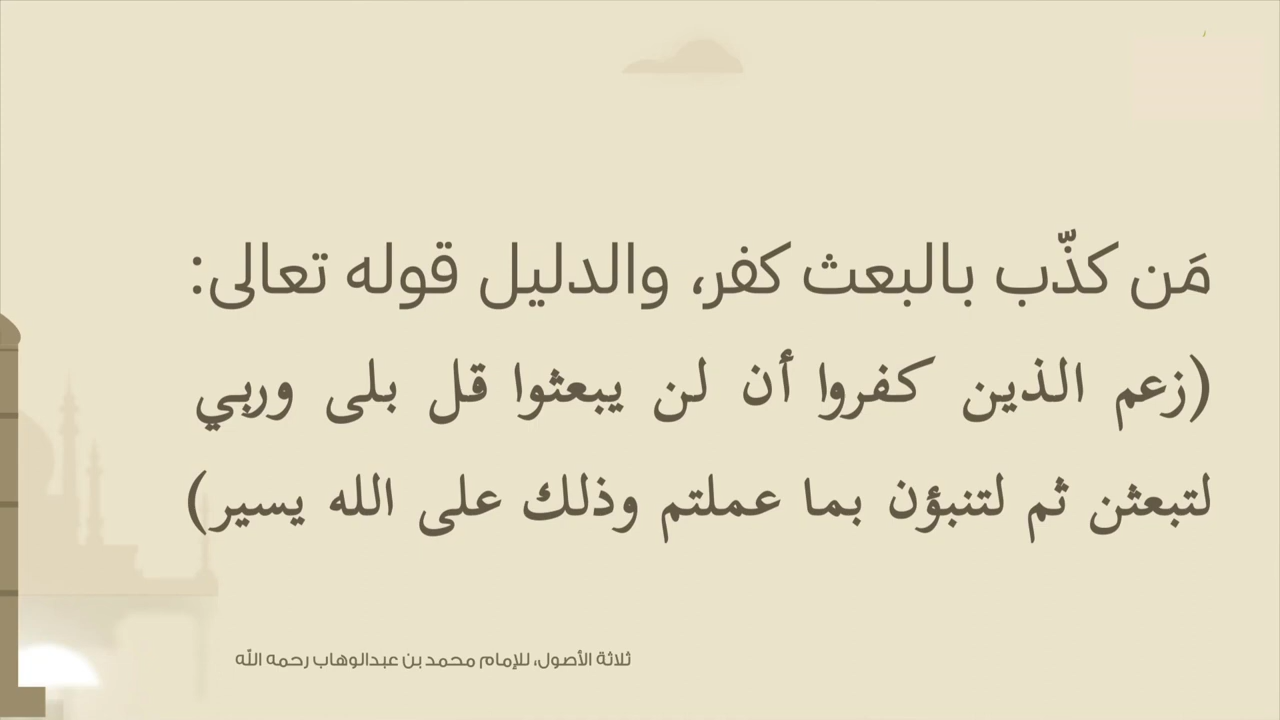 مَن كذّب بالبعث كفر، والدليل قوله تعالى:
(زعم الذين كفروا أن لن يبعثوا قل بلى وربي
لتبعثن ثم لتنبؤن بما عملتم وذلك على الله يسير)
ثلاثة الأصول، للإمام محمد بن عبدالوهاب رحمه الله